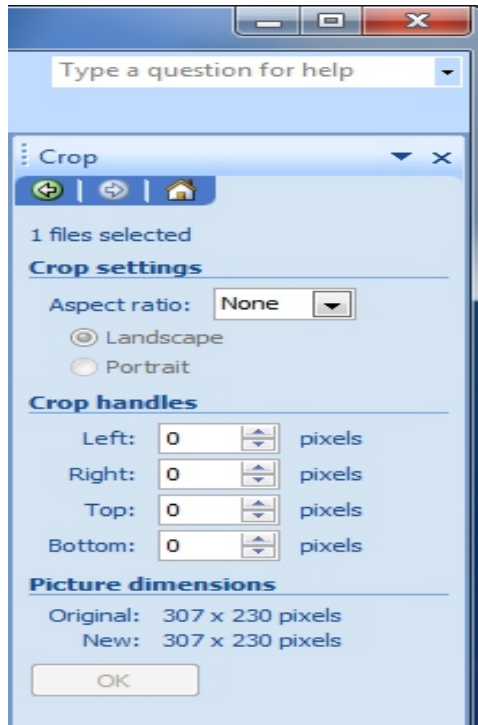 Type a question for help
Crop
1 files selected
Crop settings
Aspect ratio: None
Landscape
Portrait
Crop handles
Left: 0 pixels
Right: 0 pixels
Top: 0 pixels
Bottom: 0 pixels
Picture dimensions
Original: 307 x 230 pixels
New: 307 x 230 pixels
OK